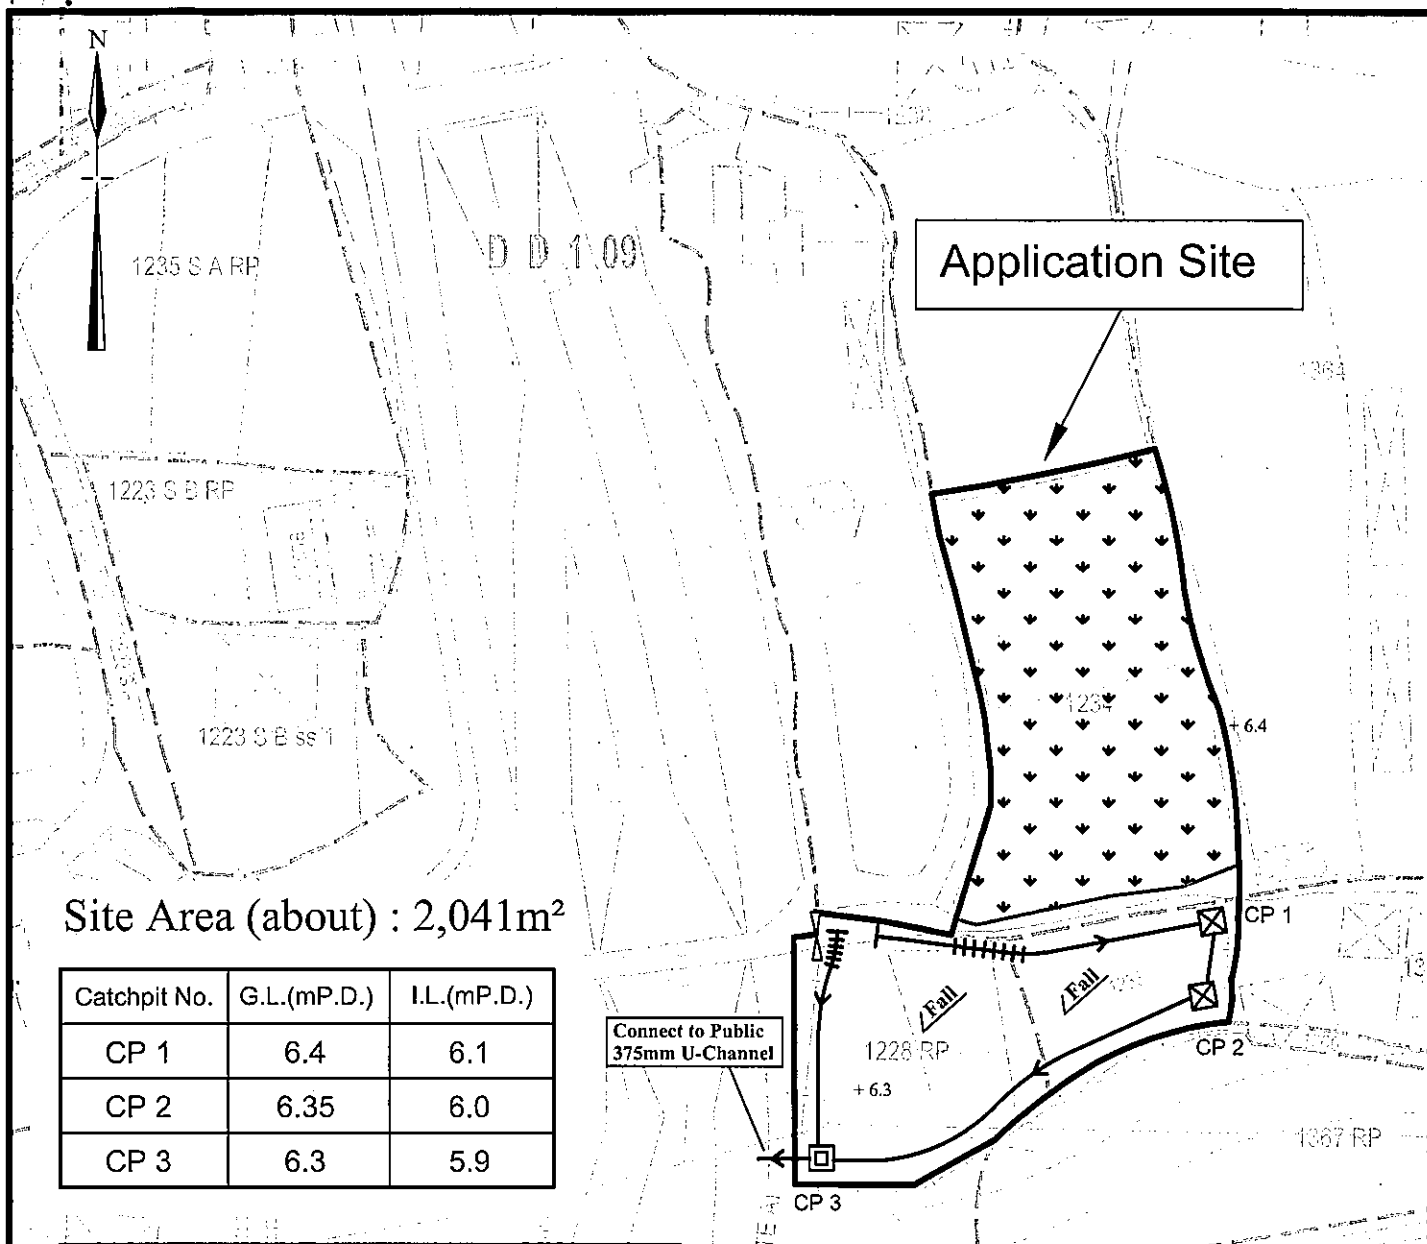 N
1235 S A RP
D D 109
Application Site
1364
1223 S B RP
1234
+ 6.4
1223 S B ss 1
Site Area (about) : 2,041m²
CP 1
Catchpit No. G.L.(mP.D.) I.L.(mP.D.)
CP 1 6.4 6.1
CP 2 6.35 6.0
CP 3 6.3 5.9
Fall
Fall
Connect to Public
375mm U-Channel
1228 RP
CP 2
+ 6.3
1367 RP
CP 3